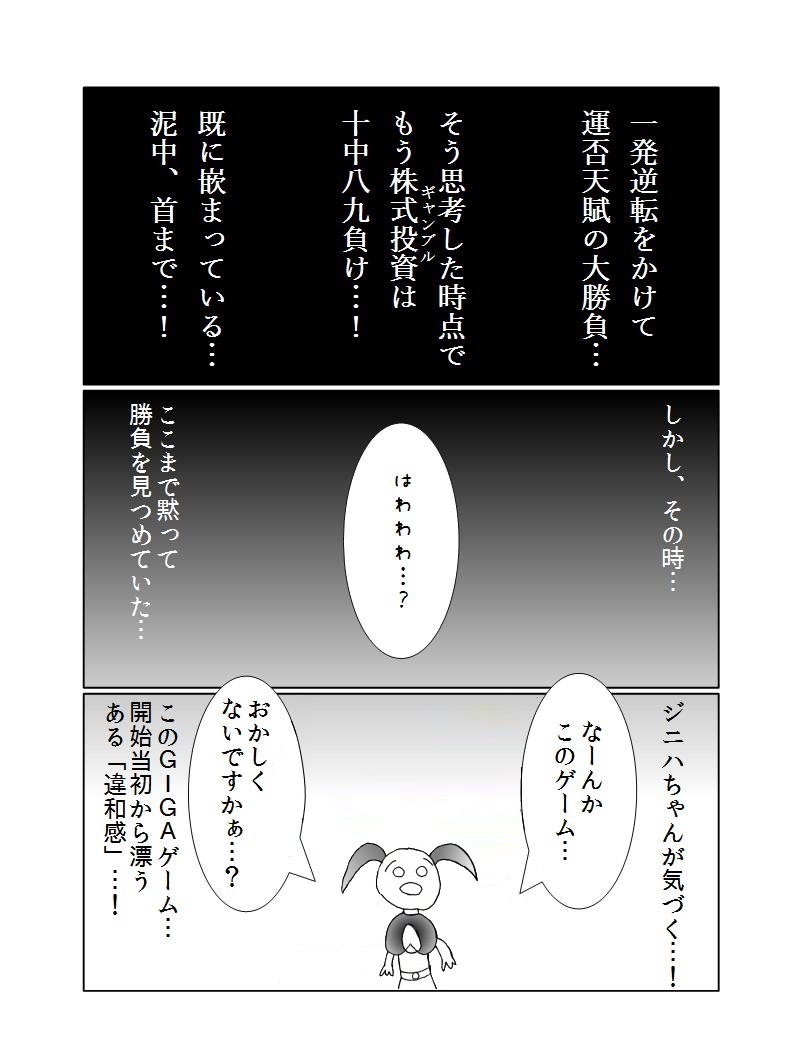 一発逆転をかけて
運否天賦の大勝負…
そう思考した時点で
もう株式投資は
ギャンブル
十中八九負け…！
既に嵌まっている…
泥中、首まで…！
しかし、その時…
はわわわ…？
ここまで黙って
勝負を見つめていた…
ジニハちゃんが気づく…！
なーんか
このゲーム…
おかしく
ないですかぁ…？
このＧＩＧＡゲーム…
開始当初から漂う
ある「違和感」…！